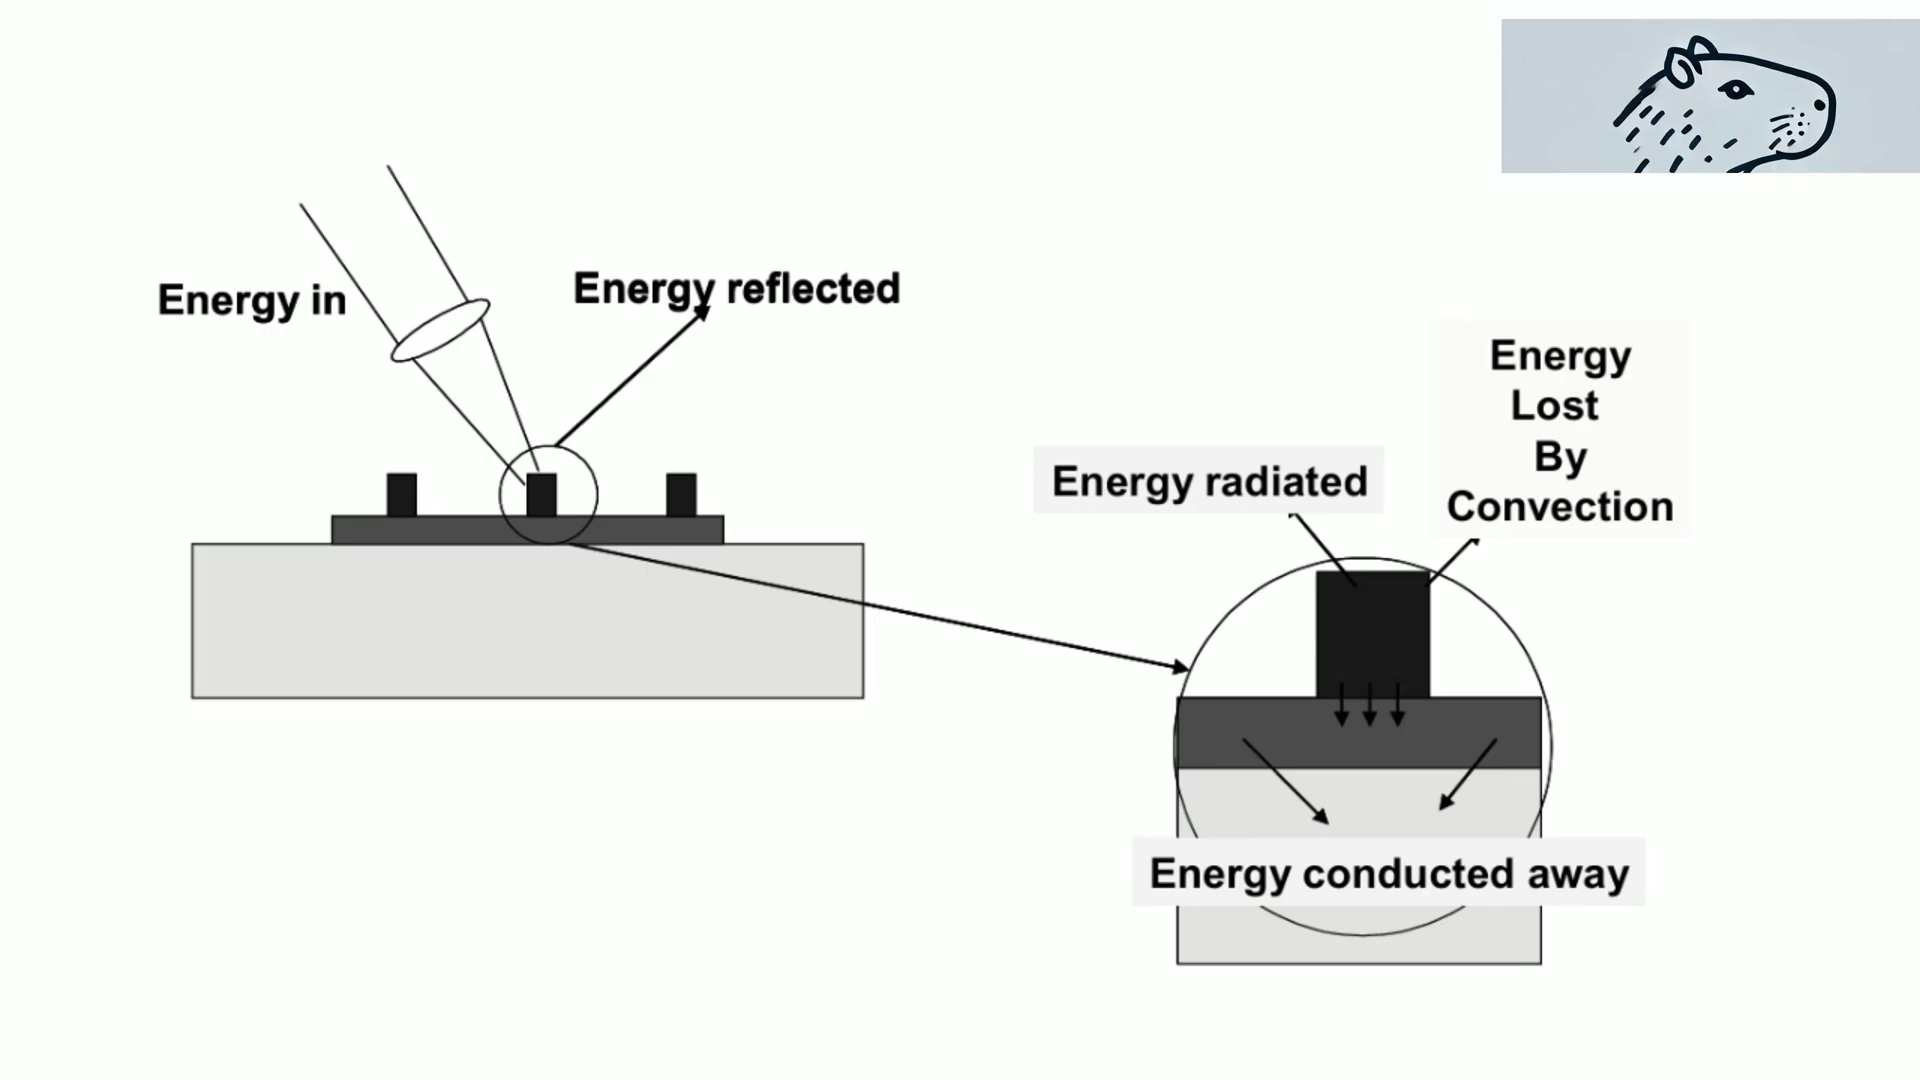 Energy in
Energy reflected
Energy radiated
Energy
Lost
By
Convection
Energy conducted away